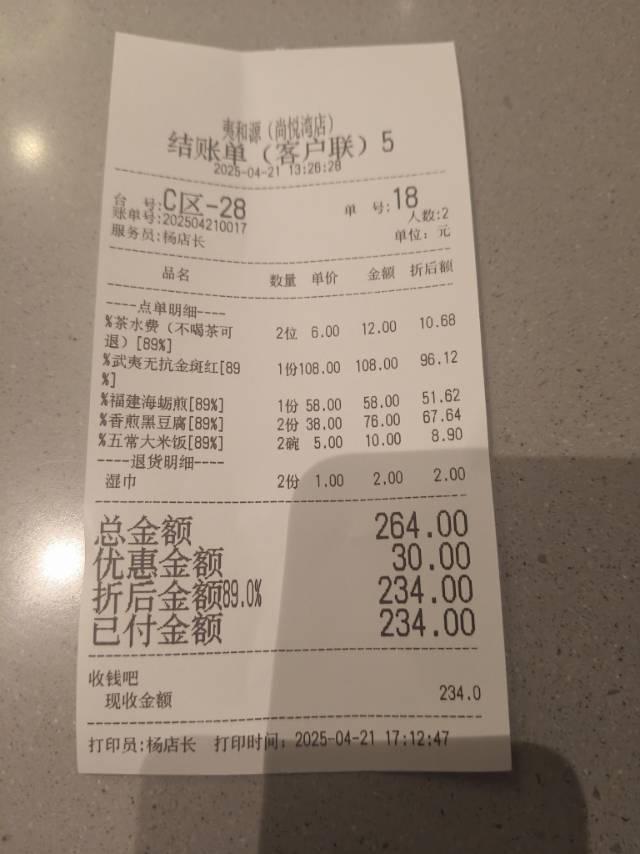 夷和源（尚悦湾店）
结账单（客户联）5
2025-04-21 13:26:28
台 号:C区-28 单 号:18
账单号:202504210017 人数:2
服务员:杨店长 单位：元
品名 数量 单价 金额 折后额
----点单明细----
%茶水费（不喝茶可 2位 6.00 12.00 10.68
退）[89%]
%武夷无抗金斑红[89 1份108.00 108.00 96.12
%]
%福建海蛎煎[89%] 1份 58.00 58.00 51.62
%香煎黑豆腐[89%] 2份 38.00 76.00 67.64
%五常大米饭[89%] 2碗 5.00 10.00 8.90
----退货明细----
湿巾 2份 1.00 2.00 2.00
总金额 264.00
优惠金额 30.00
折后金额89.0% 234.00
已付金额 234.00
收钱吧
现收金额 234.0
打印员:杨店长 打印时间：2025-04-21 17:12:47